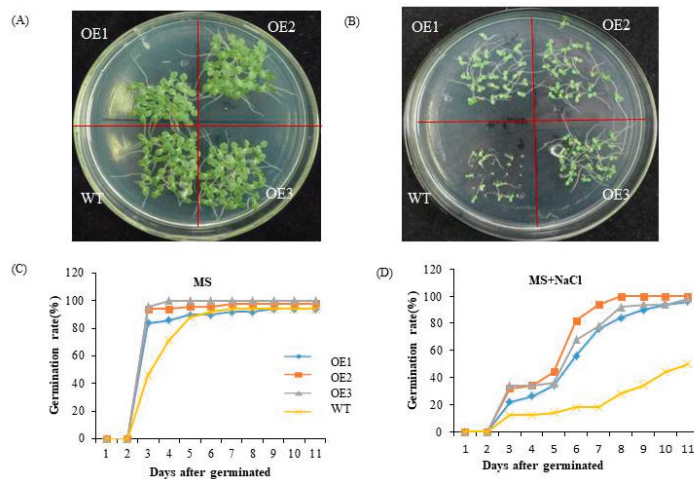 (A)
OE1
OE2
WT
OE3
(B)
OE1
OE2
WT
OE3
(C)
MS
Germination rate(%)
120
100
80
60
40
20
0
1 2 3 4 5 6 7 8 9 10 11
Days after germinated
OE1
OE2
OE3
WT
(D)
MS+NaCl
Germination rate(%)
120
100
80
60
40
20
0
1 2 3 4 5 6 7 8 9 10 11
Days after germinated